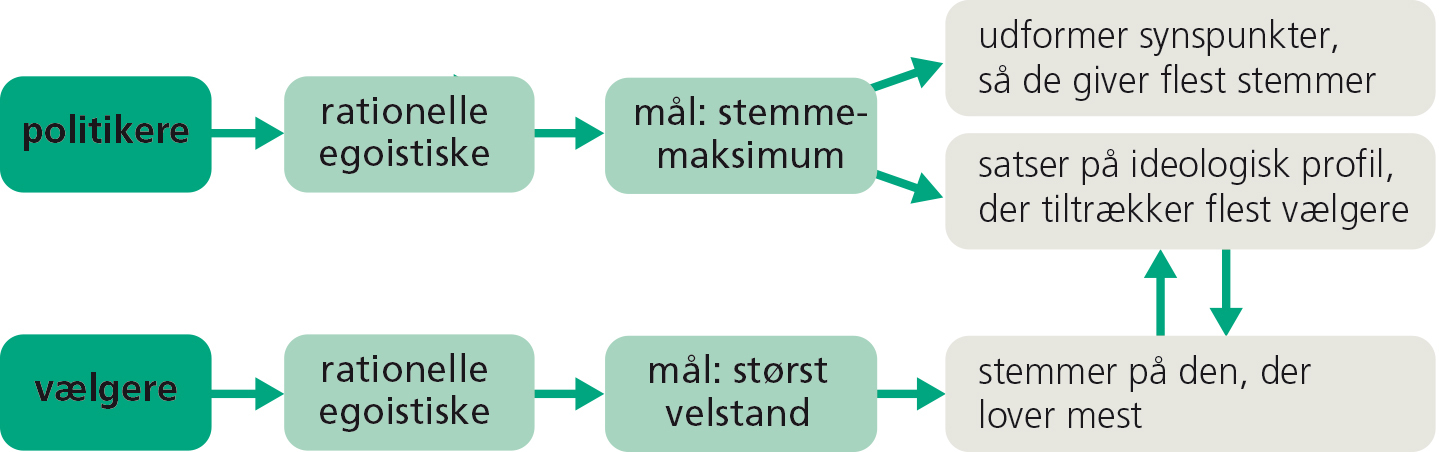 politikere
rationelle
egoistiske
mål: stemme-
maksimum
udformer synspunkter,
så de giver flest stemmer
satser på ideologisk profil,
der tiltrækker flest vælgere
vælgere
rationelle
egoistiske
mål: størst
velstand
stemmer på den, der
lover mest